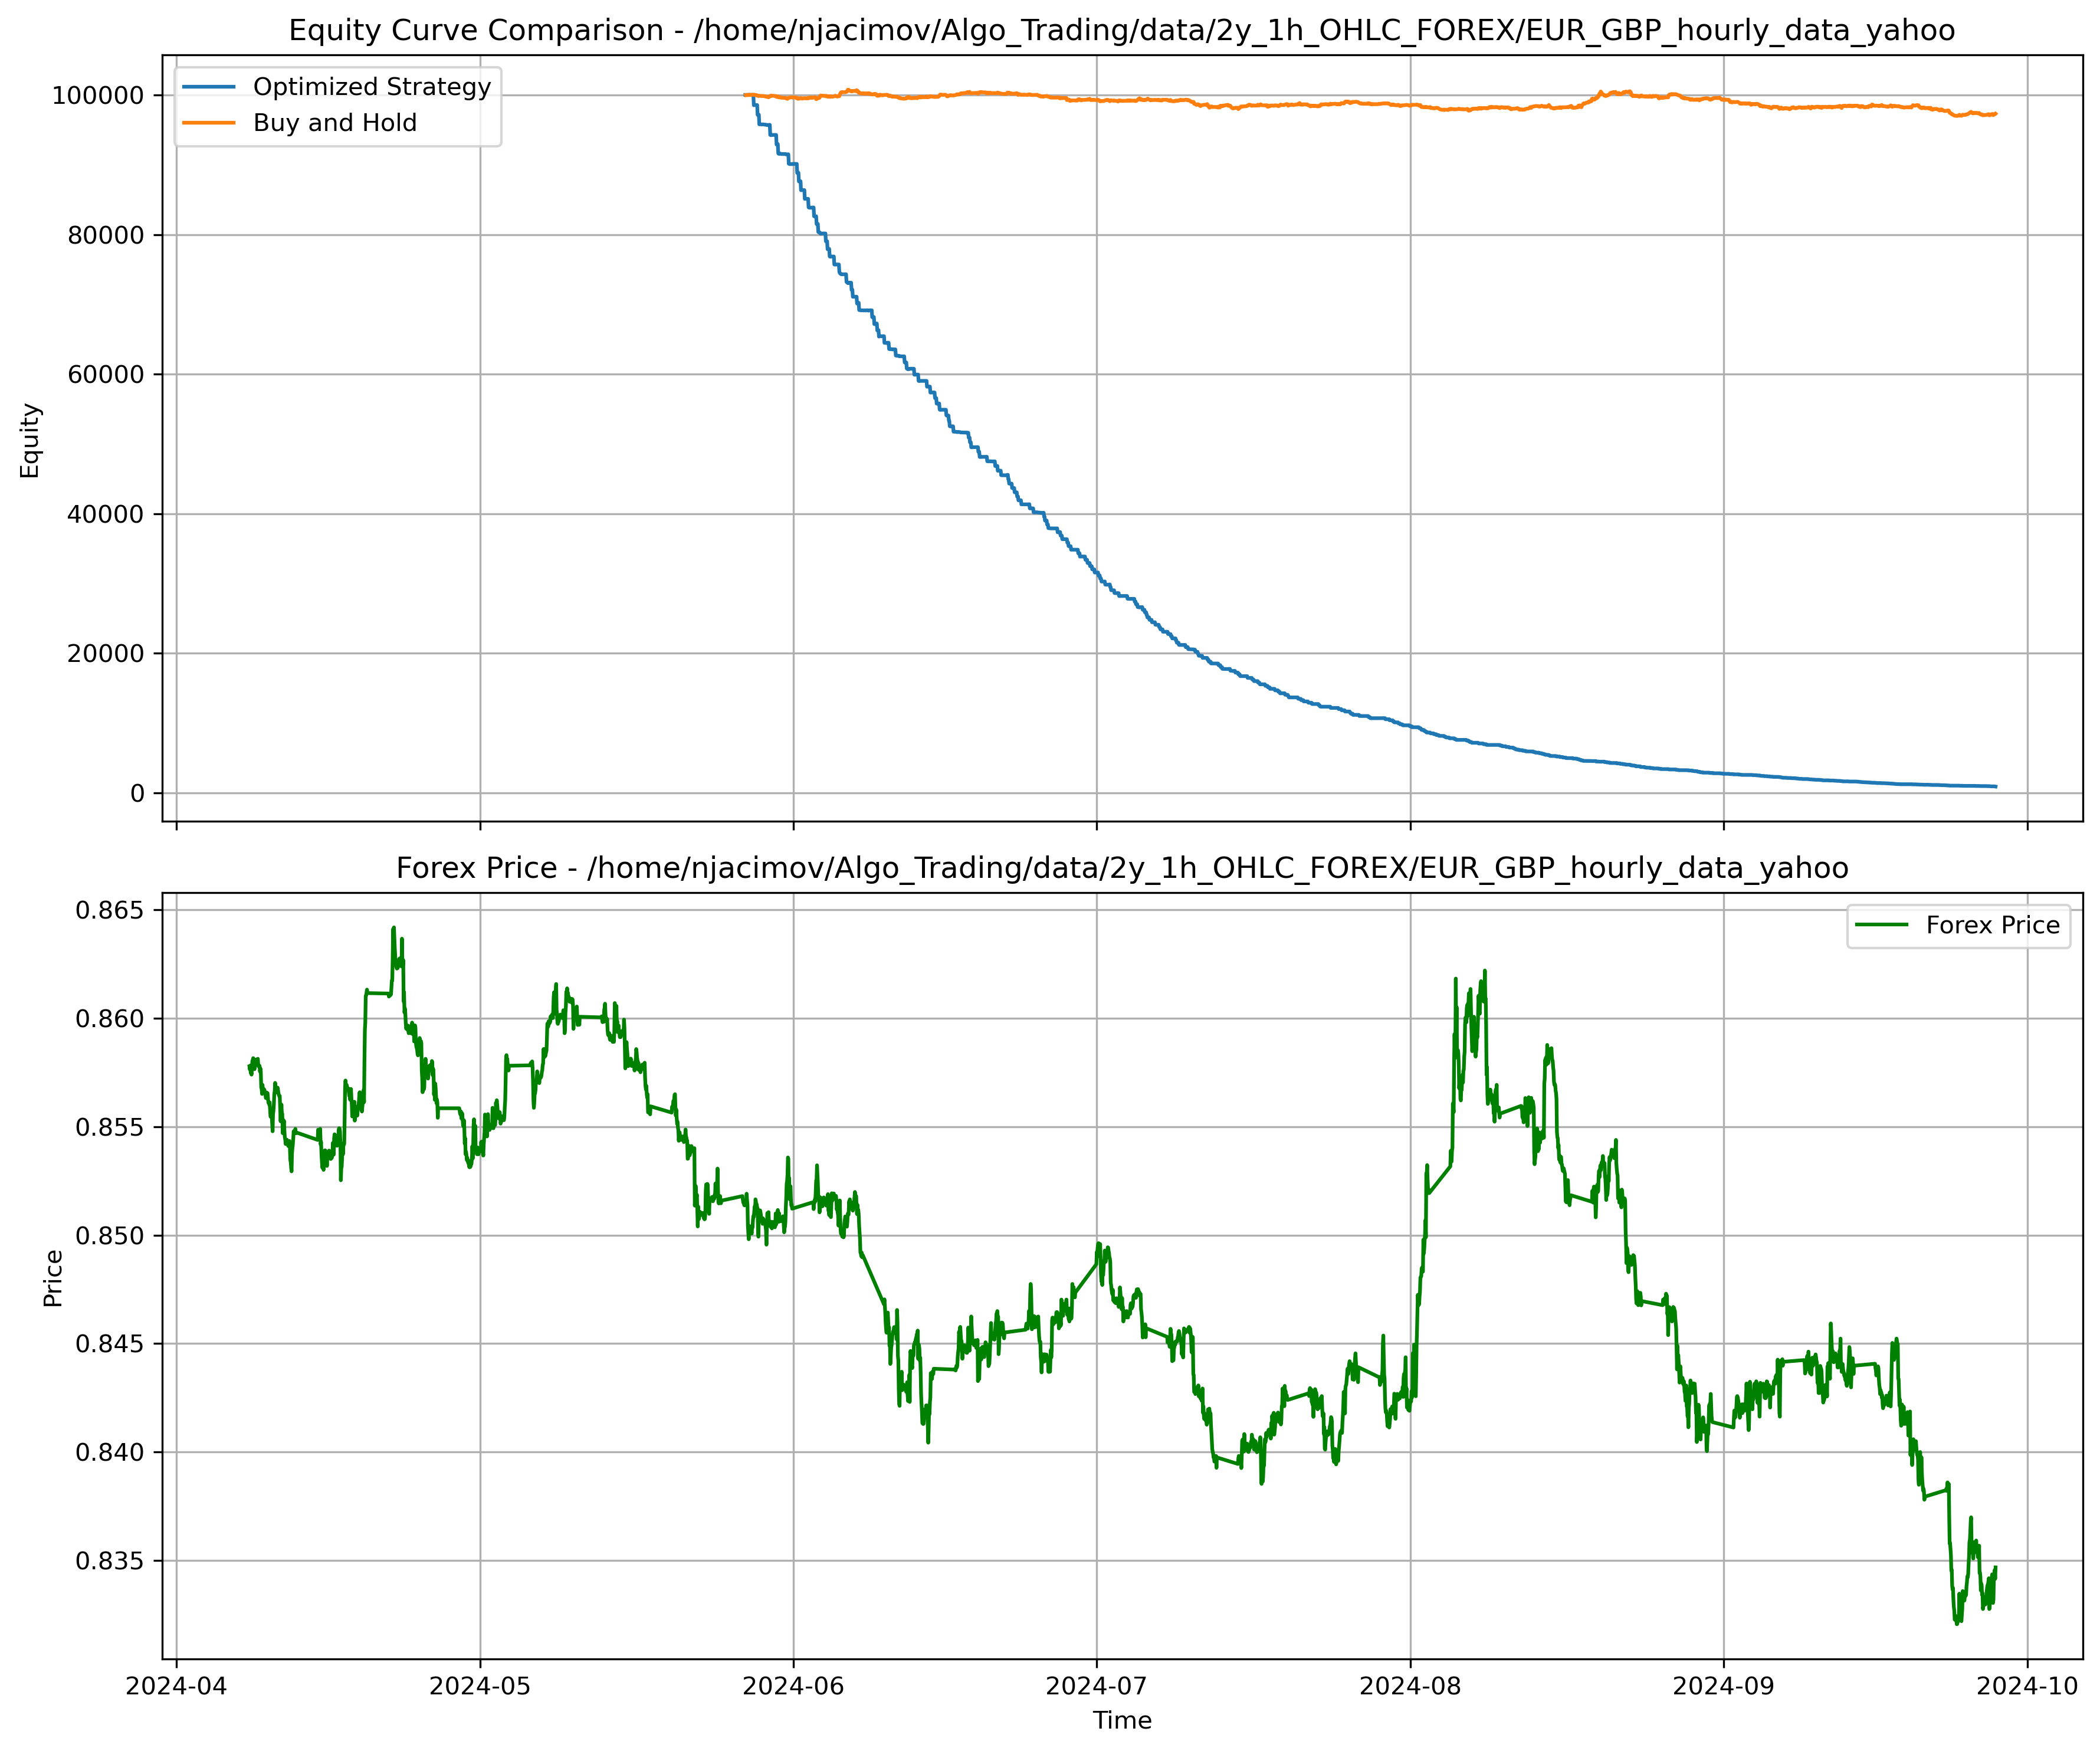 Equity Curve Comparison - /home/njacimov/Algo_Trading/data/2y_1h_OHLC_FOREX/EUR_GBP_hourly_data_yahoo
Optimized Strategy
Buy and Hold
100000
80000
60000
40000
20000
0
Equity
Forex Price - /home/njacimov/Algo_Trading/data/2y_1h_OHLC_FOREX/EUR_GBP_hourly_data_yahoo
Forex Price
0.865
0.860
0.855
0.850
0.845
0.840
0.835
Price
2024-04 2024-05 2024-06 2024-07 2024-08 2024-09 2024-10
Time